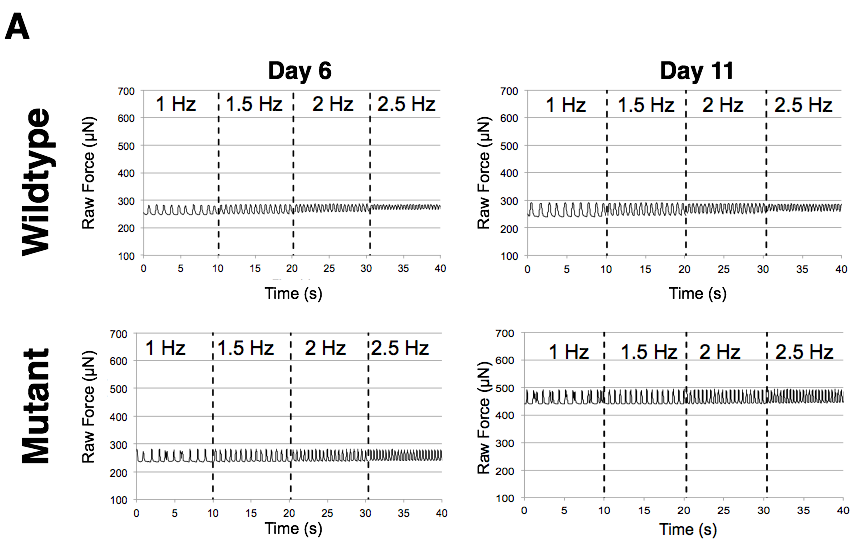 A
Day 6
Day 11
Wildtype
Raw Force (µN)
700
600
500
400
300
200
100
1 Hz
1.5 Hz
2 Hz
2.5 Hz
0
5
10
15
20
25
30
35
40
Time (s)
Raw Force (µN)
700
600
500
400
300
200
100
1 Hz
1.5 Hz
2 Hz
2.5 Hz
0
5
10
15
20
25
30
35
40
Time (s)
Mutant
Raw Force (µN)
700
600
500
400
300
200
100
1 Hz
1.5 Hz
2 Hz
2.5 Hz
0
5
10
15
20
25
30
35
40
Time (s)
Raw Force (µN)
700
600
500
400
300
200
100
1 Hz
1.5 Hz
2 Hz
2.5 Hz
0
5
10
15
20
25
30
35
40
Time (s)